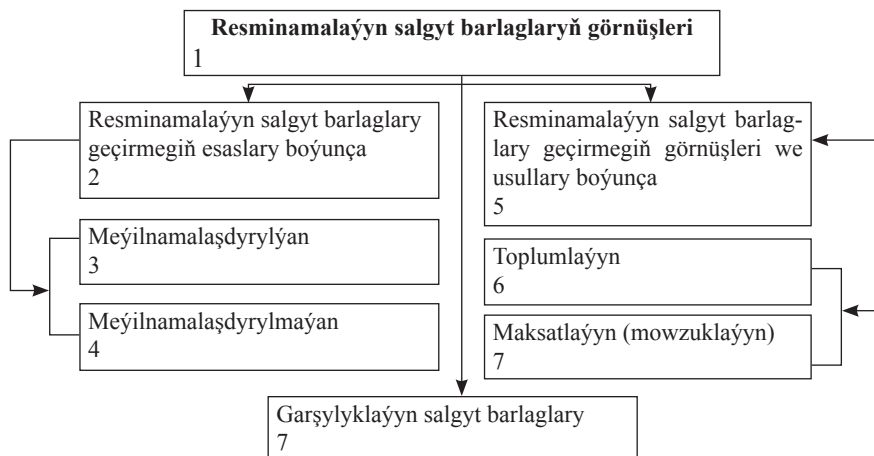 Resminamalaýyn salgyt barlaglaryň görnüşleri
1
Resminamalaýyn salgyt barlaglary
geçirmegiň esaslary boýunça
2
Meýilnamalaşdyrylýan
3
Meýilnamalaşdyrylmaýan
4
Resminamalaýyn salgyt barlag-
lary geçirmegiň görnüşleri we
usullary boýunça
5
Toplumlaýyn
6
Maksatlaýyn (mowzuklaýyn)
7
Garşylyklaýyn salgyt barlaglary
7